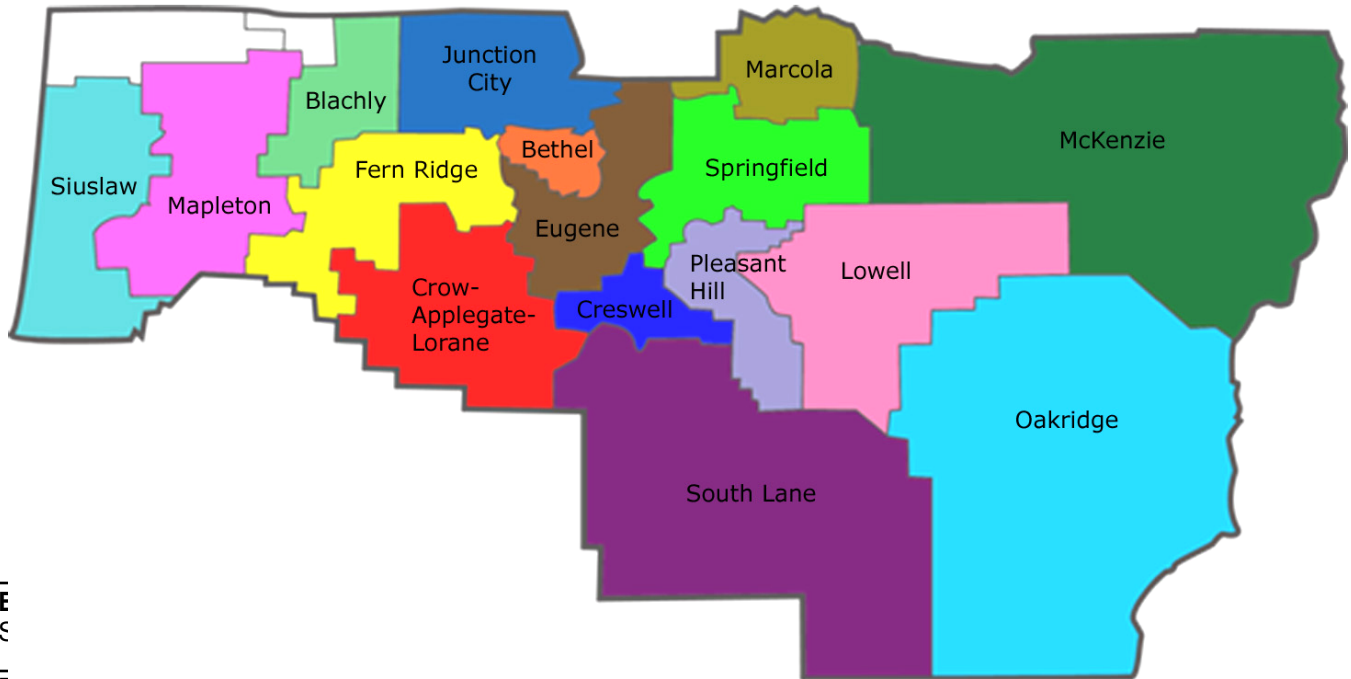 Junction
City
Marcola
Blachly
McKenzie
Bethel
Fern Ridge
Springfield
Siuslaw
Mapleton
Eugene
Pleasant
Hill
Lowell
Crow-
Applegate-
Lorane
Creswell
Oakridge
South Lane